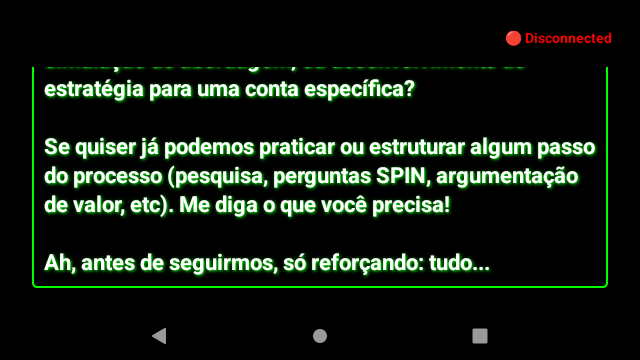 Disconnected
estratégia para uma conta específica?
Se quiser já podemos praticar ou estruturar algum passo
do processo (pesquisa, perguntas SPIN, argumentação
de valor, etc). Me diga o que você precisa!
Ah, antes de seguirmos, só reforçando: tudo...